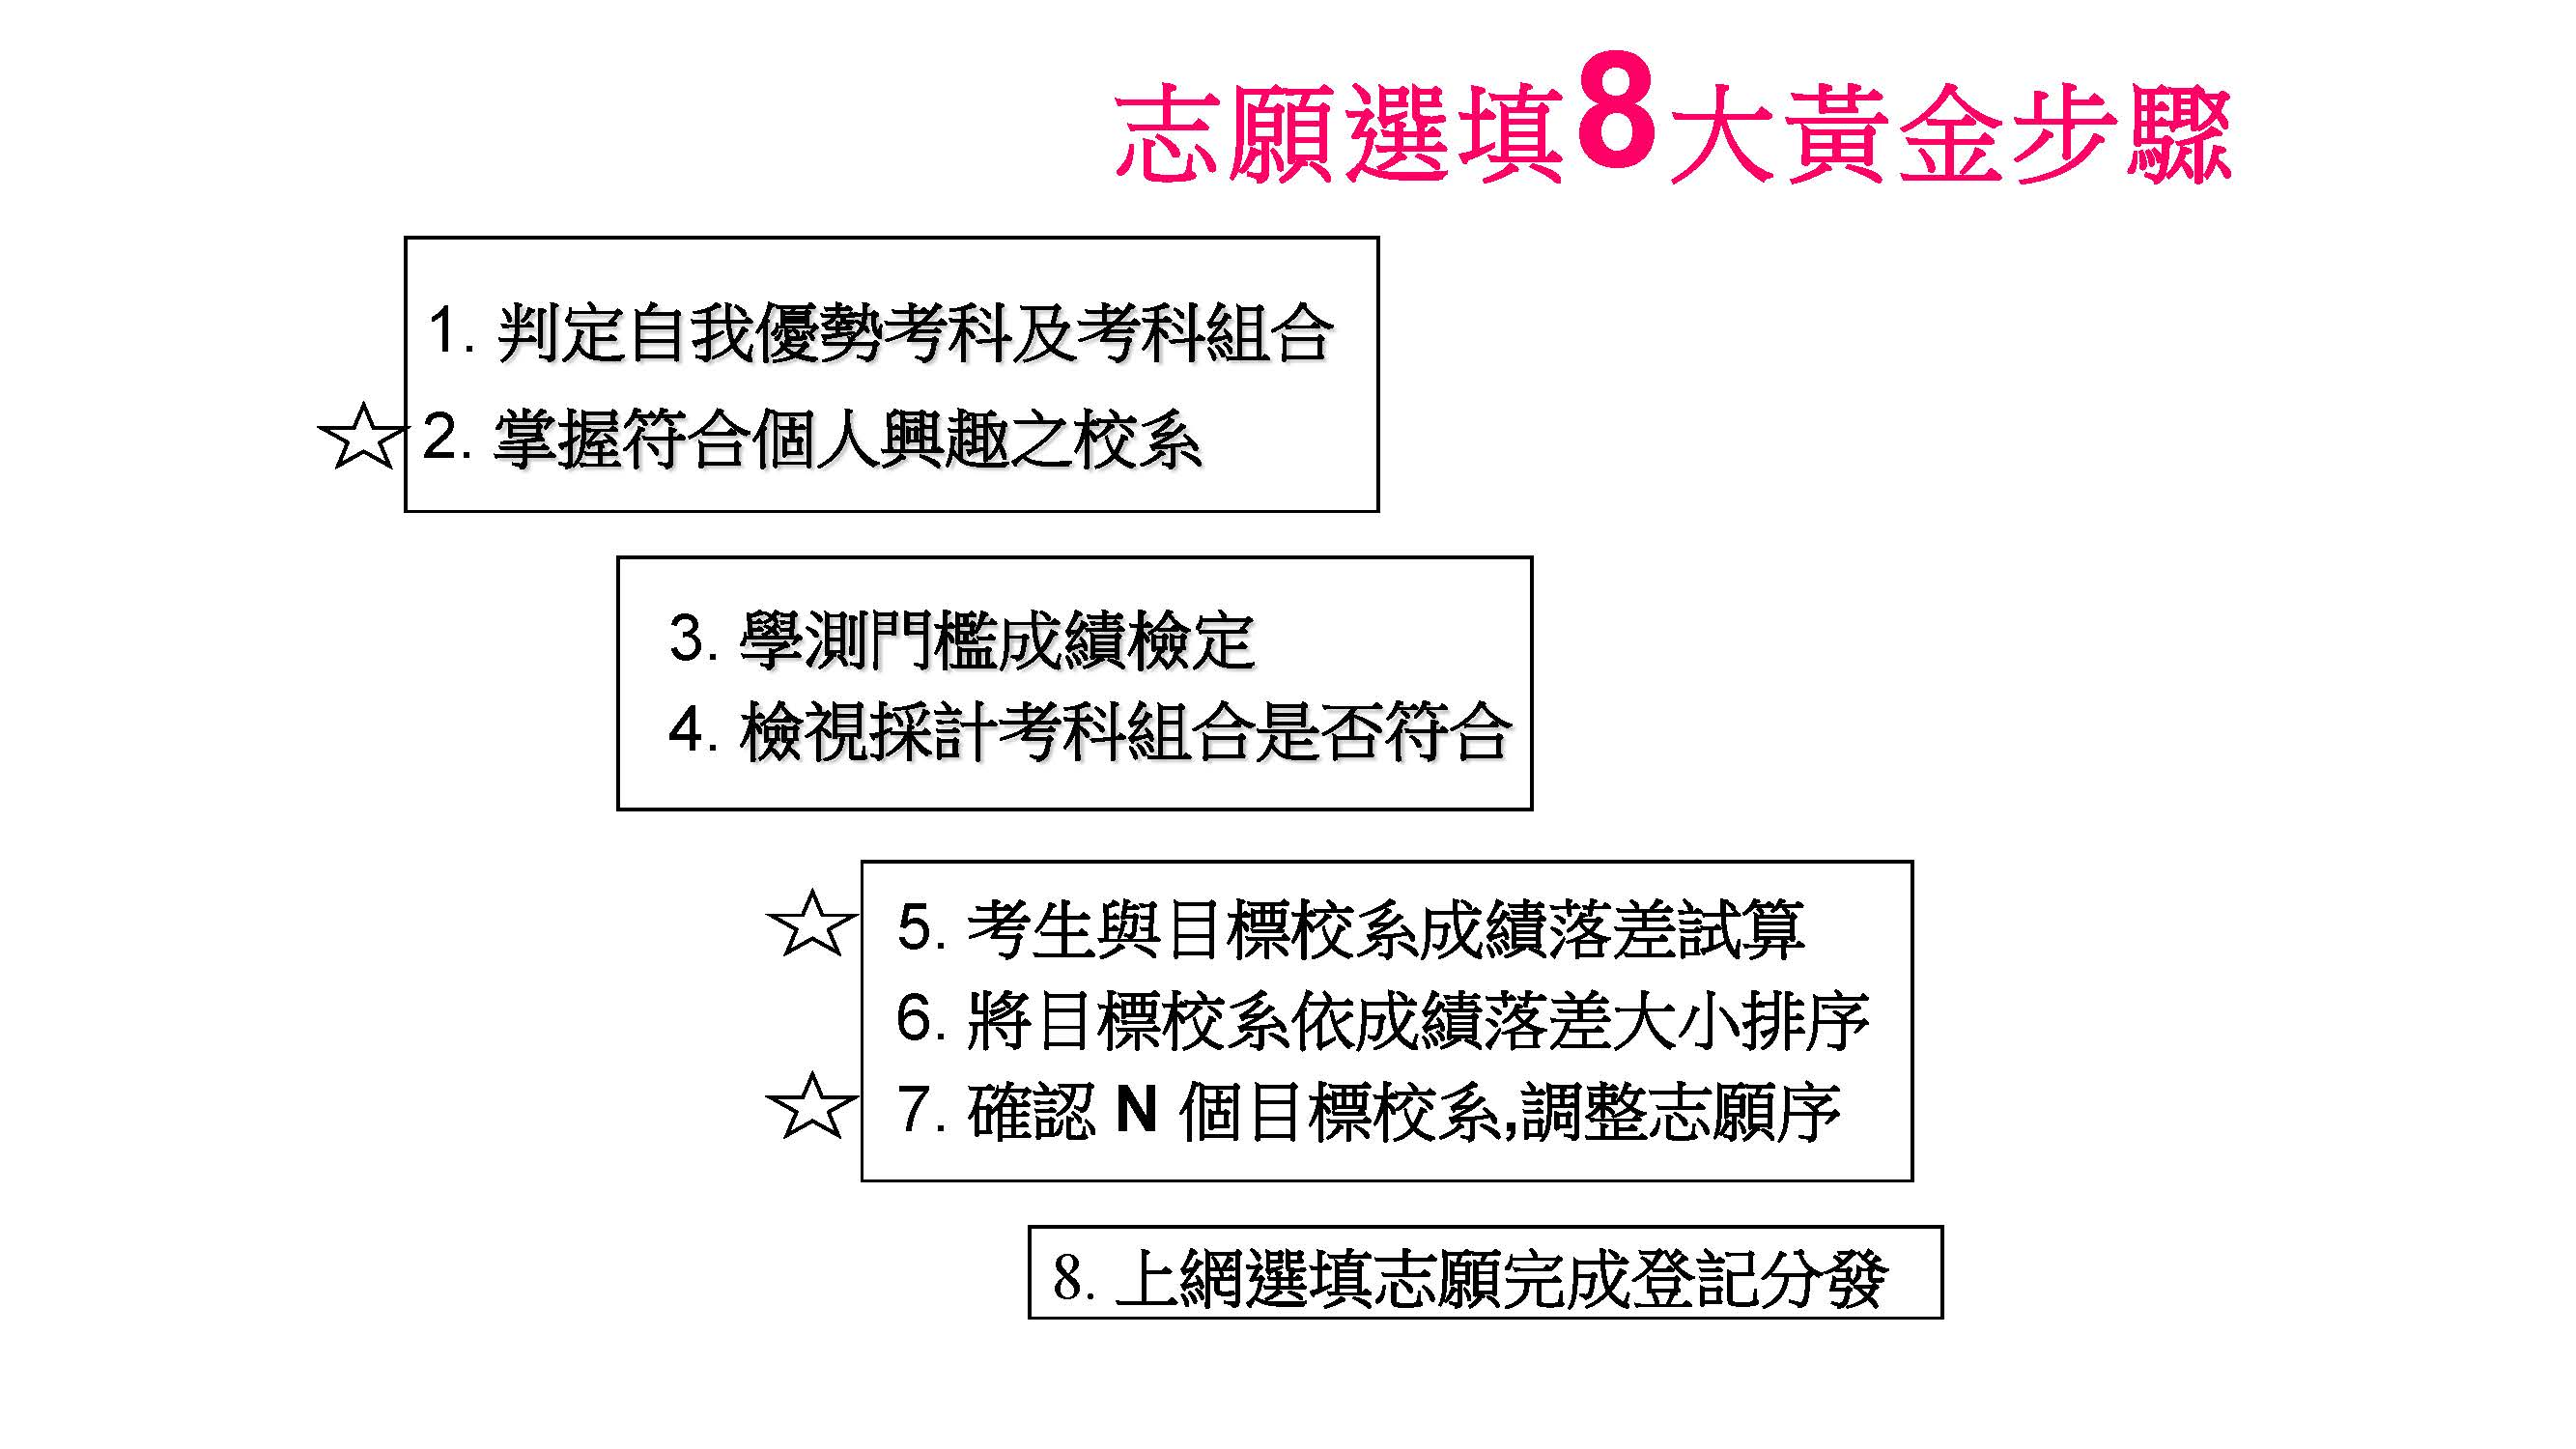 志願選填8大黃金步驟
1. 判定自我優勢考科及考科組合
2. 掌握符合個人興趣之校系
3. 學測門檻成績檢定
4. 檢視採計考科組合是否符合
5. 考生與目標校系成績落差試算
6. 將目標校系依成績落差大小排序
7. 確認 N 個目標校系,調整志願序
8. 上網選填志願完成登記分發